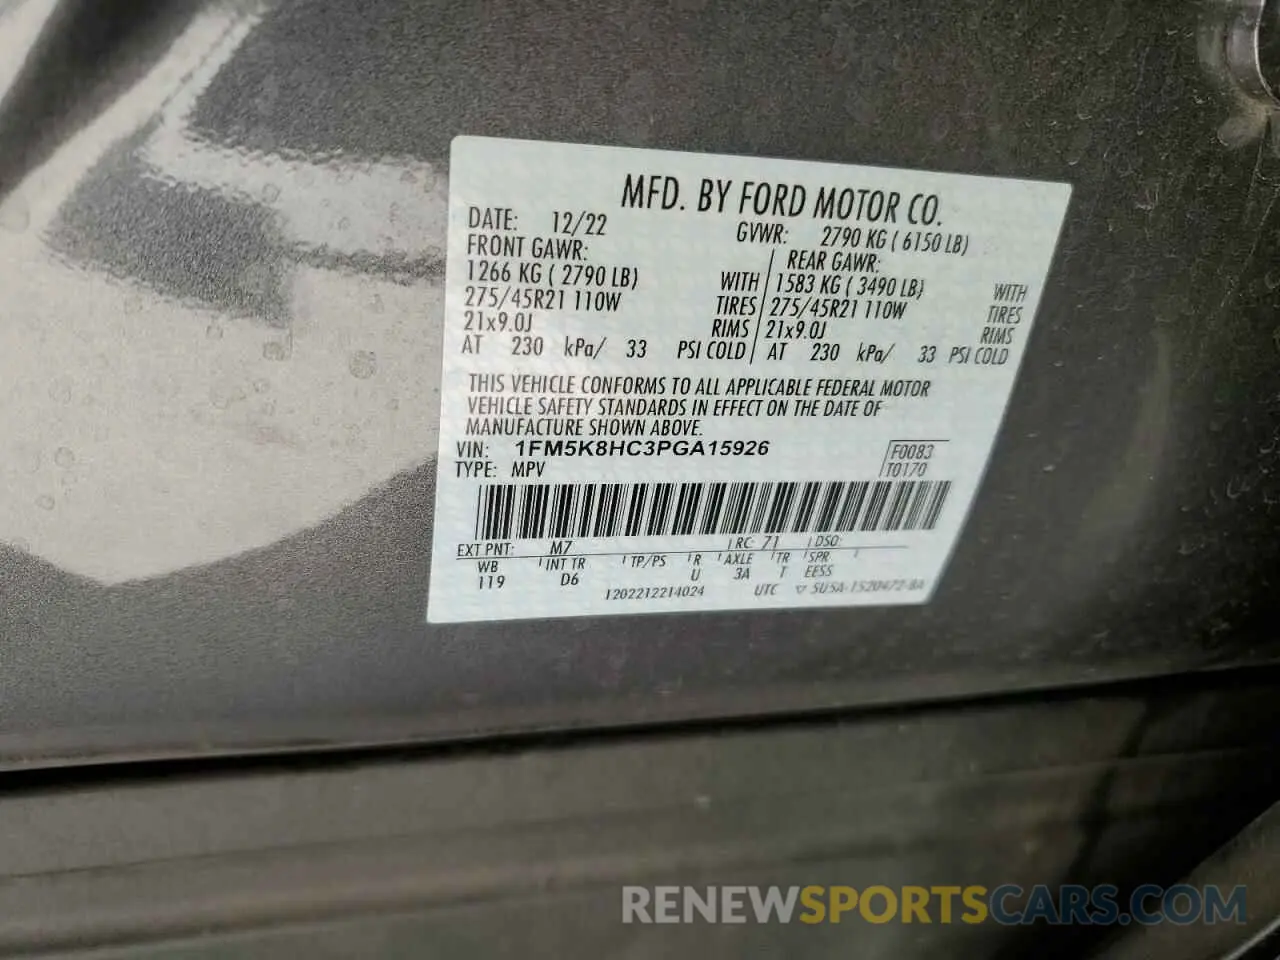 MFD. BY FORD MOTOR CO.
DATE: 12/22 GVWR: 2790 KG ( 6150 LB)
FRONT GAWR: REAR GAWR:
1266 KG ( 2790 LB) WITH 1583 KG ( 3490 LB) WITH
275/45R21 110W TIRES 275/45R21 110W TIRES
21x9.0J RIMS 21x9.0J RIMS
AT 230 kPa/ 33 PSI COLD AT 230 kPa/ 33 PSI COLD
THIS VEHICLE CONFORMS TO ALL APPLICABLE FEDERAL MOTOR
VEHICLE SAFETY STANDARDS IN EFFECT ON THE DATE OF
MANUFACTURE SHOWN ABOVE.
VIN: 1FM5K8HC3PGA15926 F0083
TYPE: MPV T0170
EXT PNT: M7 RC: 71 DSO:
WB INT TR TP/PS R AXLE TR SPR
119 D6 U 3A T EESS
1202212214024 UTC ▽ 5U5A-1520472-BA
RENEWSPORTSCARS.COM